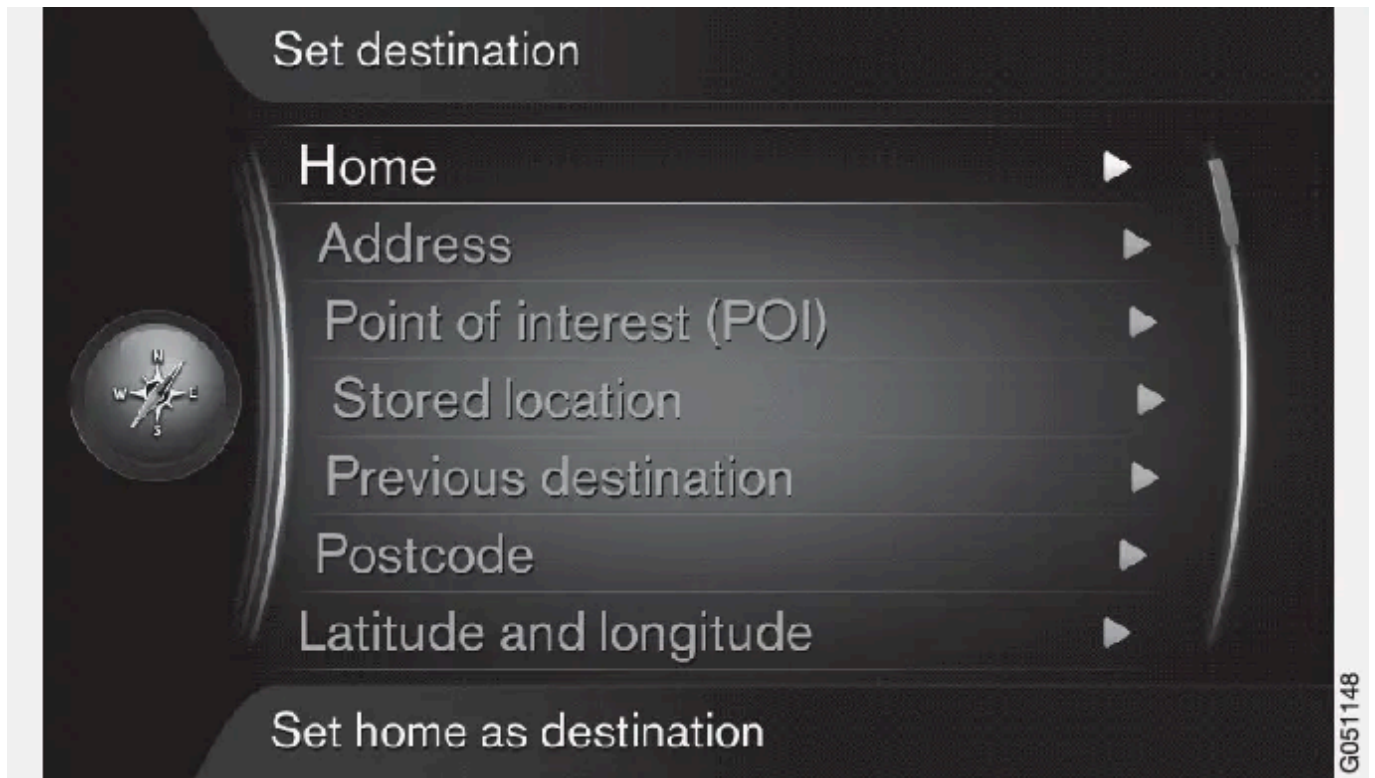 Set destination
Home
Address
Point of interest (POI)
Stored location
Previous destination
Postcode
Latitude and longitude
Set home as destination
N
W
E
S
G051148